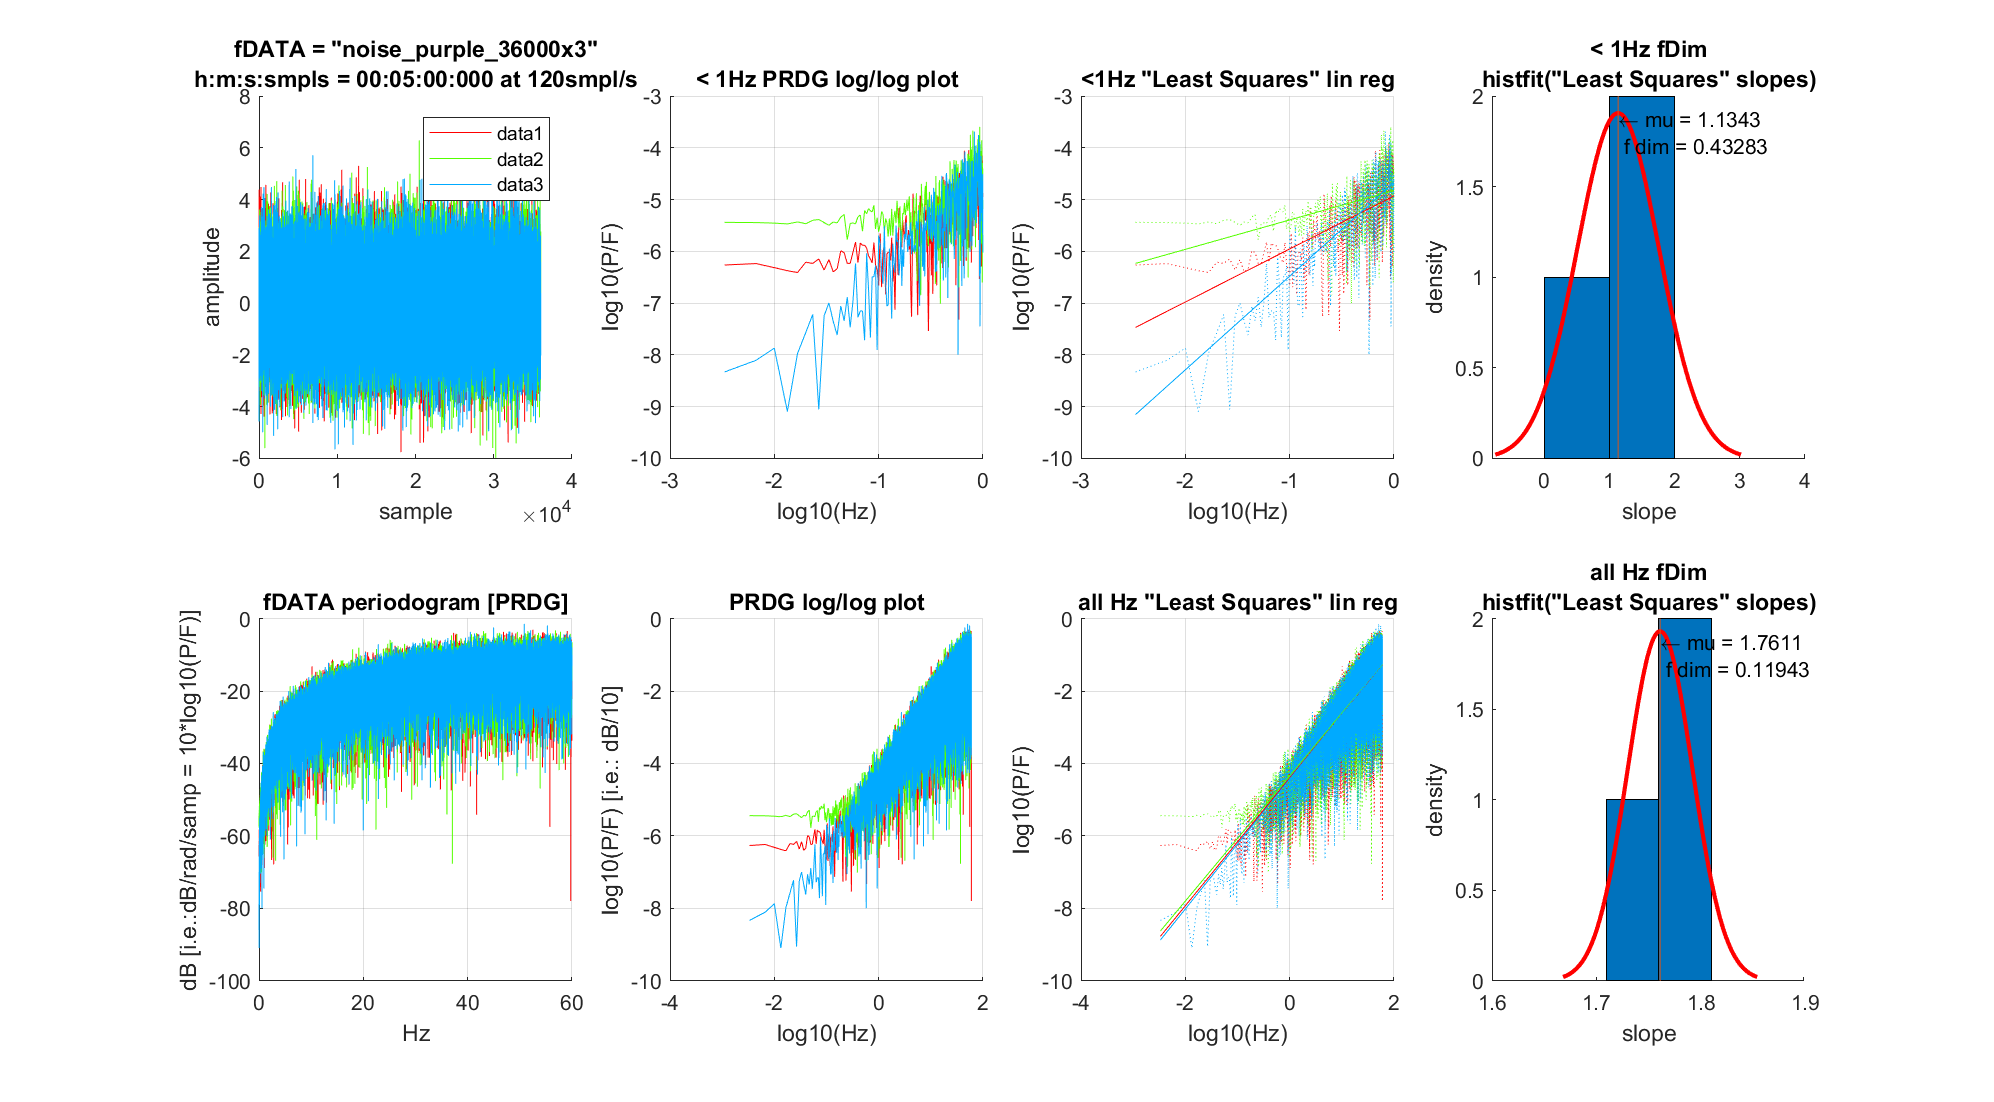 fDATA = "noise_purple_36000x3"
h:m:s:smpls = 00:05:00:000 at 120smpl/s
8
6
4
2
0
-2
-4
-6
amplitude
data1
data2
data3
0
1
2
3
4
×10^4
sample
< 1Hz PRDG log/log plot
-3
-4
-5
-6
-7
-8
-9
-10
log10(P/F)
-3
-2
-1
0
log10(Hz)
<1Hz "Least Squares" lin reg
-3
-4
-5
-6
-7
-8
-9
-10
log10(P/F)
-3
-2
-1
0
log10(Hz)
< 1Hz fDim
histfit("Least Squares" slopes)
2
1.5
1
0.5
0
density
← mu = 1.1343
f dim = 0.43283
0
1
2
3
4
slope
fDATA periodogram [PRDG]
0
-20
-40
-60
-80
-100
dB [i.e.:dB/rad/samp = 10*log10(P/F)]
0
20
40
60
Hz
PRDG log/log plot
0
-2
-4
-6
-8
-10
log10(P/F) [i.e.: dB/10]
-4
-2
0
2
log10(Hz)
all Hz "Least Squares" lin reg
0
-2
-4
-6
-8
-10
log10(P/F)
-4
-2
0
2
log10(Hz)
all Hz fDim
histfit("Least Squares" slopes)
2
1.5
1
0.5
0
density
← mu = 1.7611
f dim = 0.11943
1.6
1.7
1.8
1.9
slope